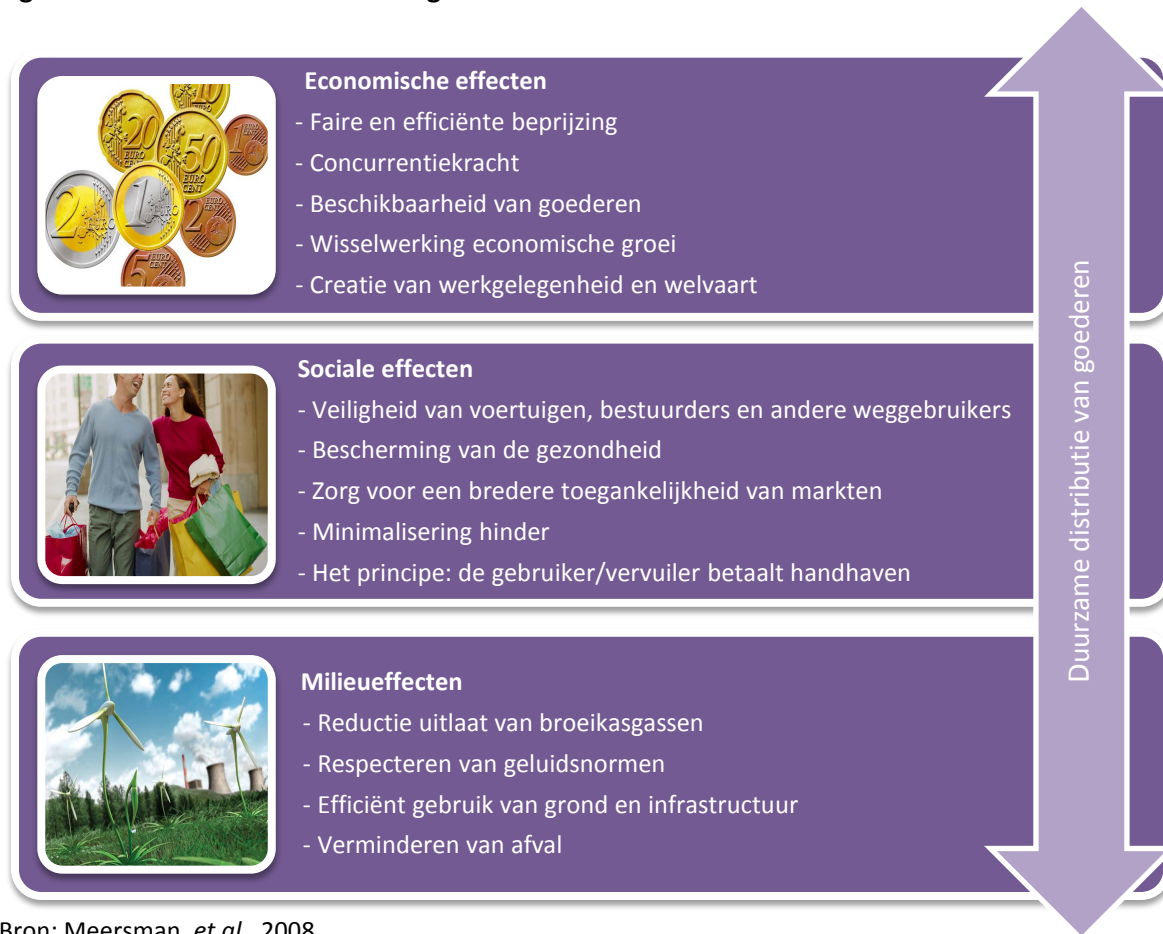 Economische effecten
- Faire en efficiënte beprijzing
- Concurrentiekracht
- Beschikbaarheid van goederen
- Wisselwerking economische groei
- Creatie van werkgelegenheid en welvaart
Sociale effecten
- Veiligheid van voertuigen, bestuurders en andere weggebruikers
- Bescherming van de gezondheid
- Zorg voor een bredere toegankelijkheid van markten
- Minimalisering hinder
- Het principe: de gebruiker/vervuiler betaalt handhaven
Milieueffecten
- Reductie uitlaat van broeikasgassen
- Respecteren van geluidsnormen
- Efficiënt gebruik van grond en infrastructuur
- Verminderen van afval
Duurzame distributie van goederen
Bron: Meersman, et al., 2008